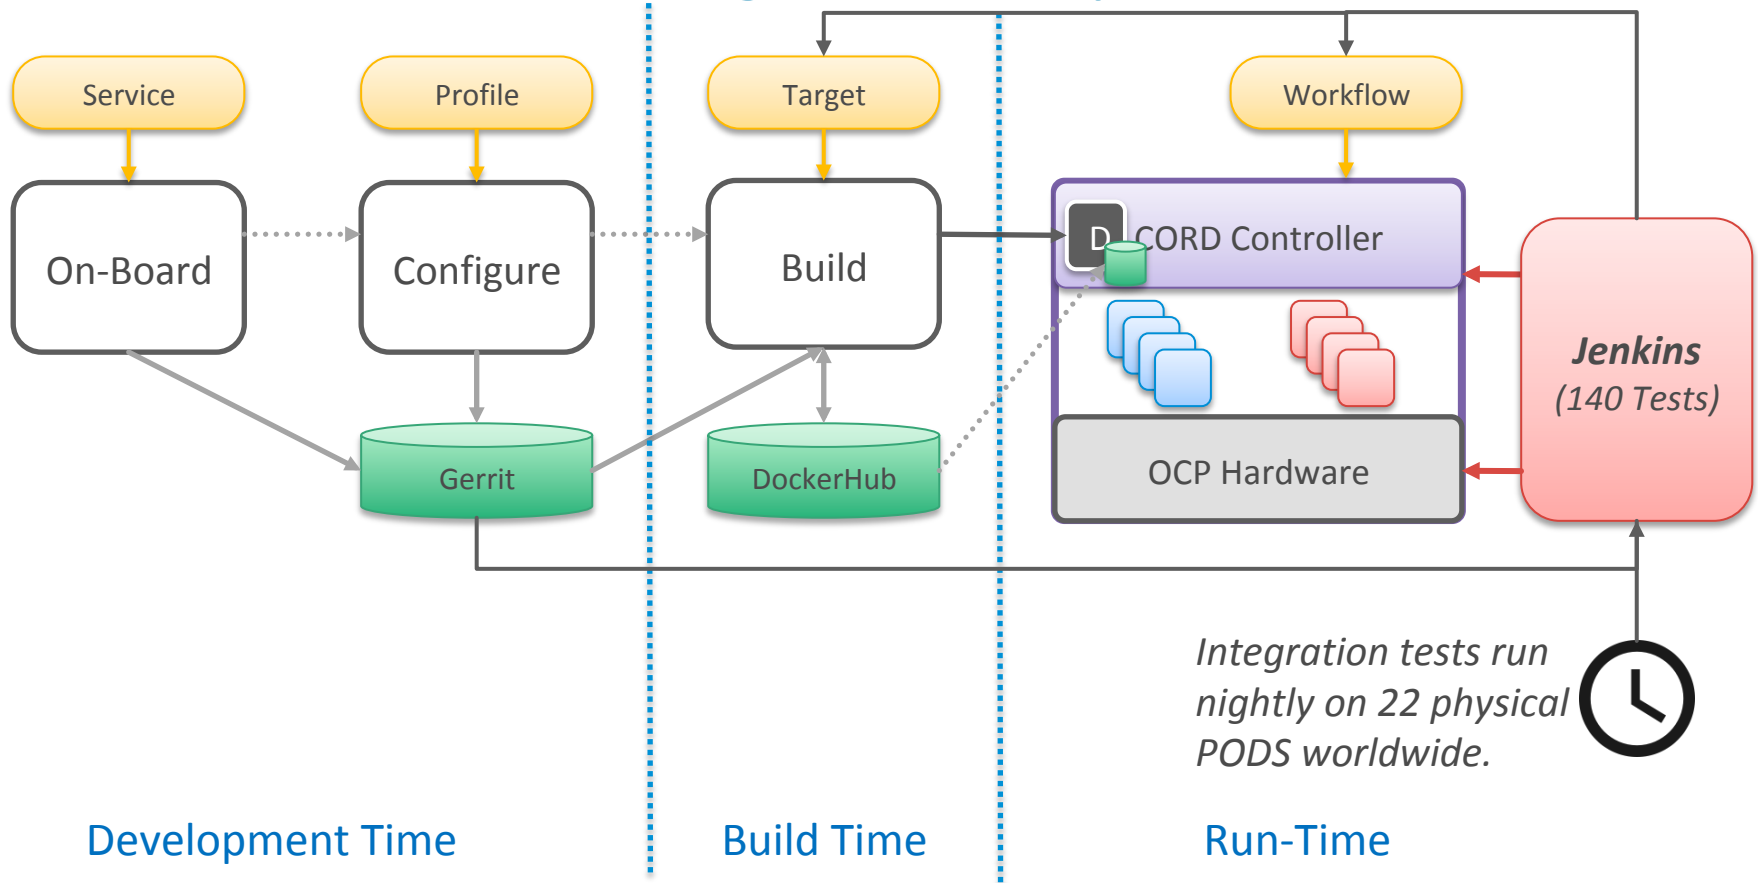 Service
Profile
Target
Workflow
On-Board
Configure
Build
D
CORD Controller
Jenkins
(140 Tests)
Gerrit
DockerHub
OCP Hardware
Integration tests run
nightly on 22 physical
PODS worldwide.
Development Time
Build Time
Run-Time